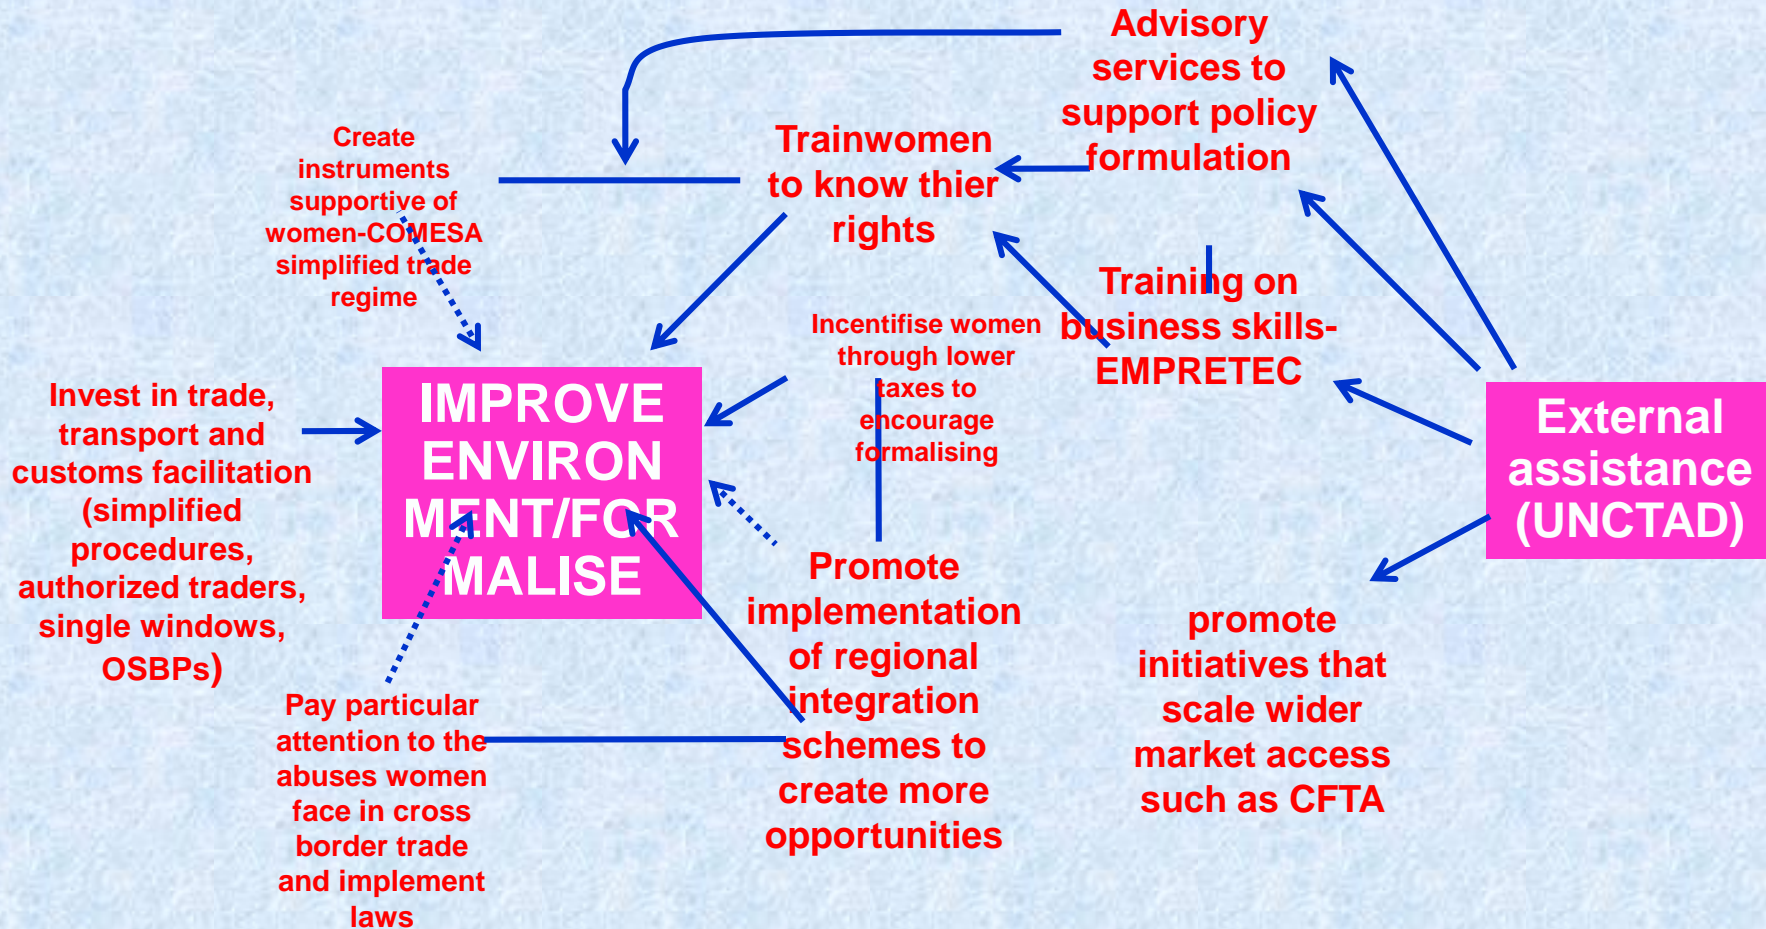 Advisory
services to
support policy
formulation
Create
instruments
supportive of
women-COMESA
simplified trade
regime
Trainwomen
to know thier
rights
Training on
business skills-
EMPRETEC
Incentifise women
through lower
taxes to
encourage
formalising
Invest in trade,
transport and
customs facilitation
(simplified
procedures,
authorized traders,
single windows,
OSBPs)
IMPROVE
ENVIRON
MENT/FOR
MALISE
External
assistance
(UNCTAD)
Promote
implementation
of regional
integration
schemes to
create more
opportunities
promote
initiatives that
scale wider
market access
such as CFTA
Pay particular
attention to the
abuses women
face in cross
border trade
and implement
laws